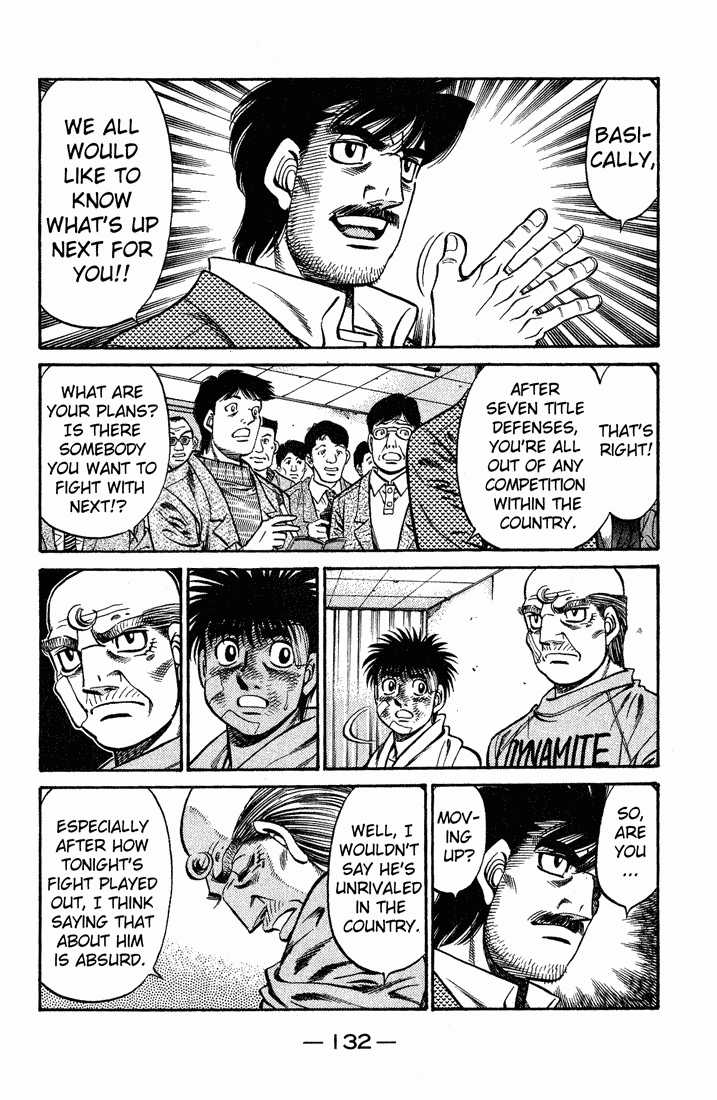 BASI-
CALLY,
WE ALL
WOULD
LIKE TO
KNOW
WHAT'S UP
NEXT FOR
YOU!!
THAT'S
RIGHT!
AFTER
SEVEN TITLE
DEFENSES,
YOU'RE ALL
OUT OF ANY
COMPETITION
WITHIN THE
COUNTRY.
WHAT ARE
YOUR PLANS?
IS THERE
SOMEBODY
YOU WANT TO
FIGHT WITH
NEXT!?
DYNAMITE
SO,
ARE
YOU
...
MOV-
ING
UP?
WELL, I
WOULDN'T
SAY HE'S
UNRIVALED
IN THE
COUNTRY.
ESPECIALLY
AFTER HOW
TONIGHT'S
FIGHT PLAYED
OUT, I THINK
SAYING THAT
ABOUT HIM
IS ABSURD.
— 132 —